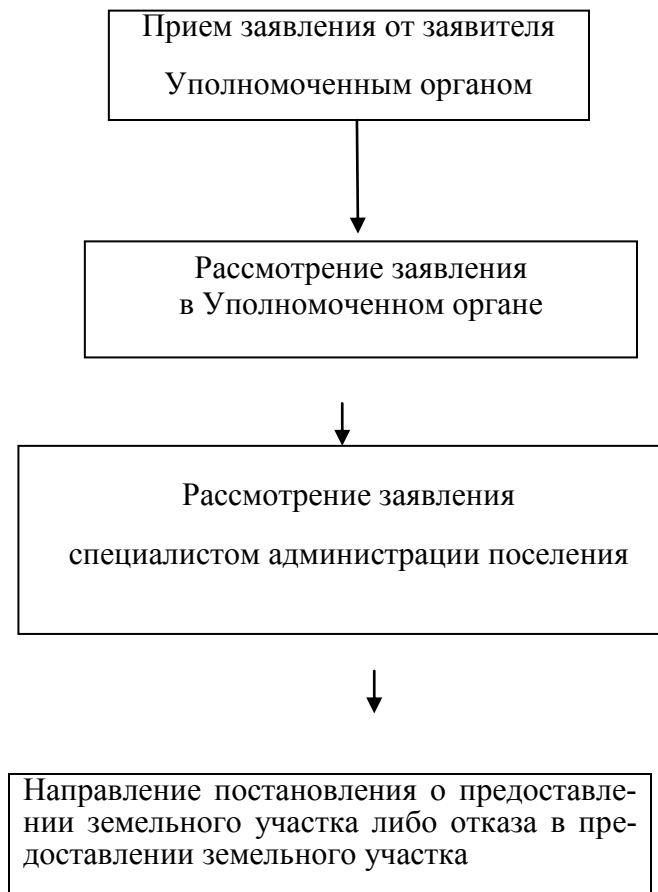 Прием заявления от заявителя
Уполномоченным органом
Рассмотрение заявления
в Уполномоченном органе
Рассмотрение заявления
специалистом администрации поселения
Направление постановления о предоставле-
нии земельного участка либо отказа в пре-
доставлении земельного участка